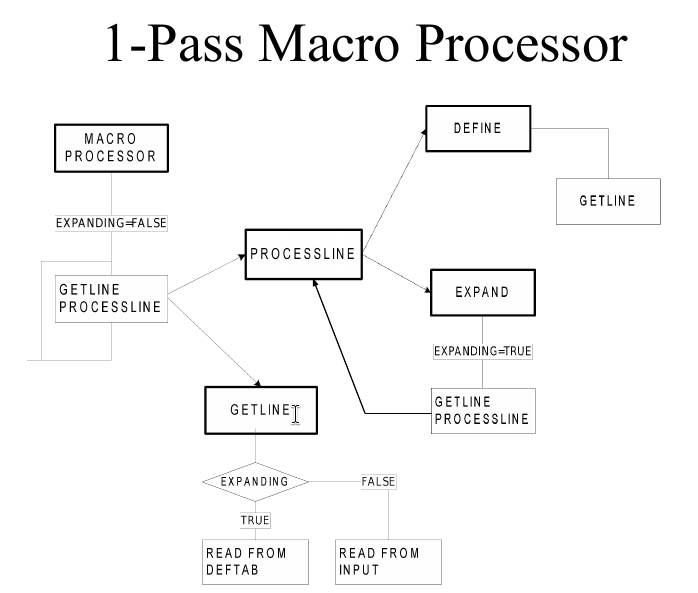 1-Pass Macro Processor
MACRO
PROCESSOR
EXPANDING=FALSE
GETLINE
PROCESSLINE
PROCESSLINE
DEFINE
GETLINE
EXPAND
EXPANDING=TRUE
GETLINE
PROCESSLINE
GETLINE
EXPANDING
FALSE
TRUE
READ FROM
DEFTAB
READ FROM
INPUT